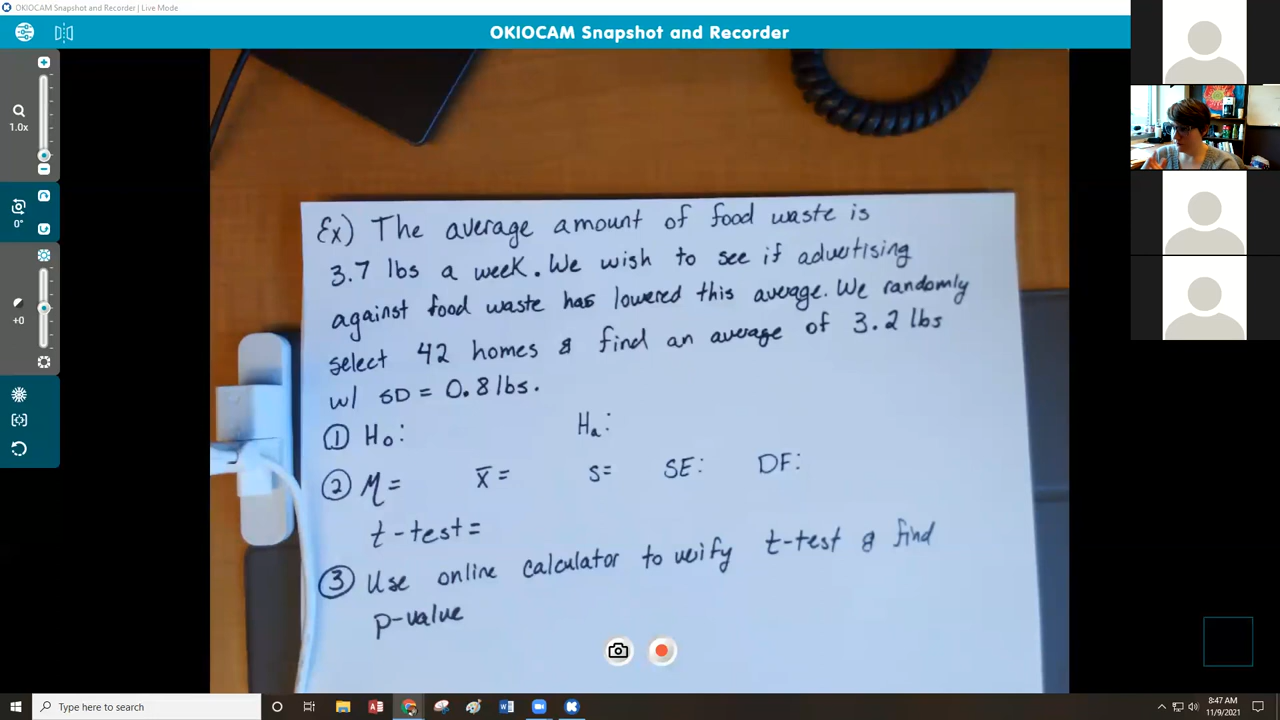 OKIOCAM Snapshot and Recorder | Live Mode
OKIOCAM Snapshot and Recorder
1.0x
0°
+0
Ex) The average amount of food waste is
3.7 lbs a week. We wish to see if advertising
against food waste has lowered this average. We randomly
select 42 homes & find an average of 3.2 lbs
w/ SD = 0.8 lbs.
① H₀: Hₐ:
② μ = x̄ = s= SE: DF:
t-test =
③ Use online calculator to verify t-test & find
p-value
Type here to search
8:47 AM
11/9/2021